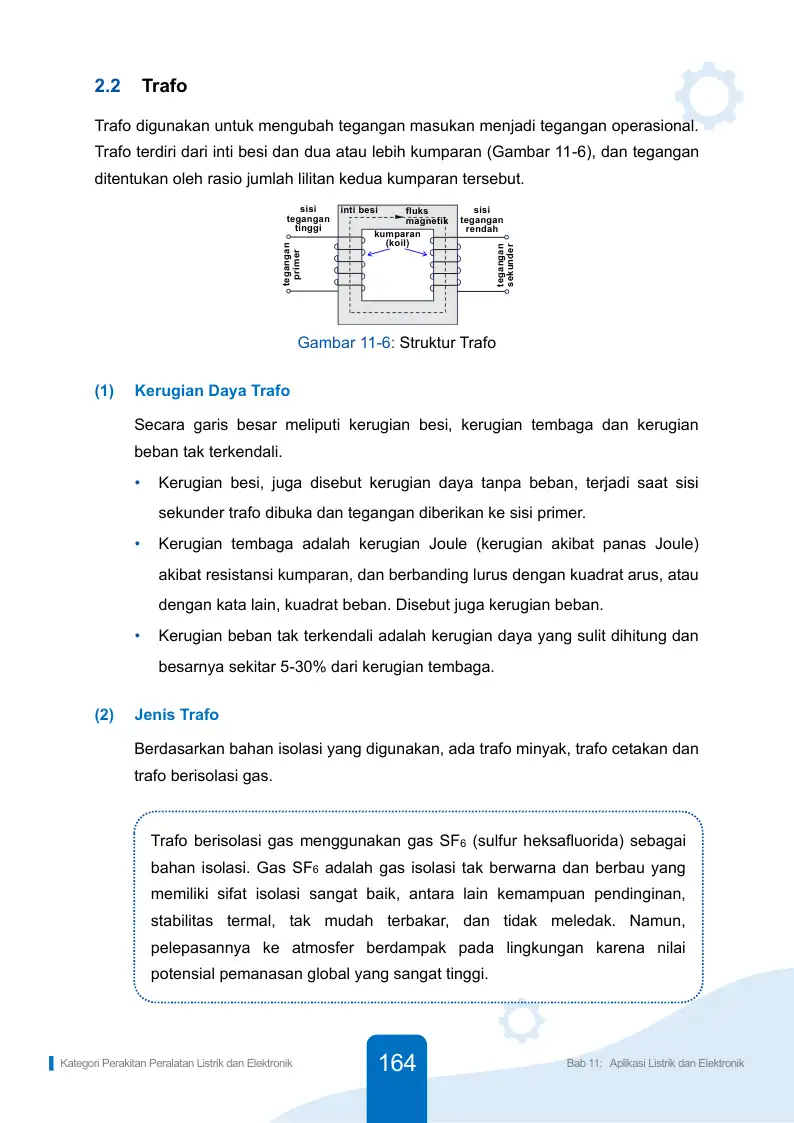 2.2 Trafo
Trafo digunakan untuk mengubah tegangan masukan menjadi tegangan operasional.
Trafo terdiri dari inti besi dan dua atau lebih kumparan (Gambar 11-6), dan tegangan
ditentukan oleh rasio jumlah lilitan kedua kumparan tersebut.
sisi
tegangan
tinggi
inti besi
fluks
magnetik
sisi
tegangan
rendah
kumparan
(koil)
tegangan
primer
tegangan
sekunder
Gambar 11-6: Struktur Trafo
(1) Kerugian Daya Trafo
Secara garis besar meliputi kerugian besi, kerugian tembaga dan kerugian
beban tak terkendali.
• Kerugian besi, juga disebut kerugian daya tanpa beban, terjadi saat sisi
sekunder trafo dibuka dan tegangan diberikan ke sisi primer.
• Kerugian tembaga adalah kerugian Joule (kerugian akibat panas Joule)
akibat resistansi kumparan, dan berbanding lurus dengan kuadrat arus, atau
dengan kata lain, kuadrat beban. Disebut juga kerugian beban.
• Kerugian beban tak terkendali adalah kerugian daya yang sulit dihitung dan
besarnya sekitar 5-30% dari kerugian tembaga.
(2) Jenis Trafo
Berdasarkan bahan isolasi yang digunakan, ada trafo minyak, trafo cetakan dan
trafo berisolasi gas.
Trafo berisolasi gas menggunakan gas SF₆ (sulfur heksafluorida) sebagai
bahan isolasi. Gas SF₆ adalah gas isolasi tak berwarna dan berbau yang
memiliki sifat isolasi sangat baik, antara lain kemampuan pendinginan,
stabilitas termal, tak mudah terbakar, dan tidak meledak. Namun,
pelepasannya ke atmosfer berdampak pada lingkungan karena nilai
potensial pemanasan global yang sangat tinggi.
Kategori Perakitan Peralatan Listrik dan Elektronik
164
Bab 11: Aplikasi Listrik dan Elektronik